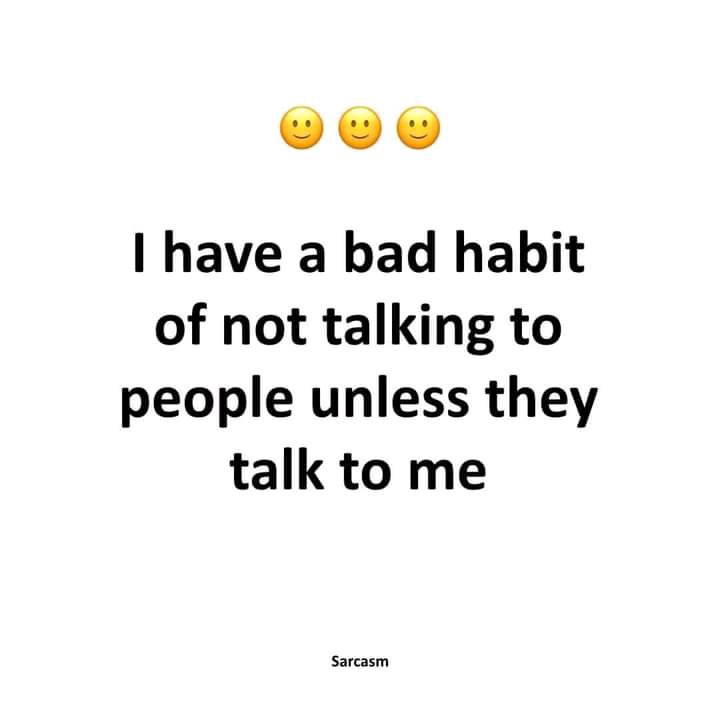 🙂 🙂 🙂
I have a bad habit
of not talking to
people unless they
talk to me
Sarcasm